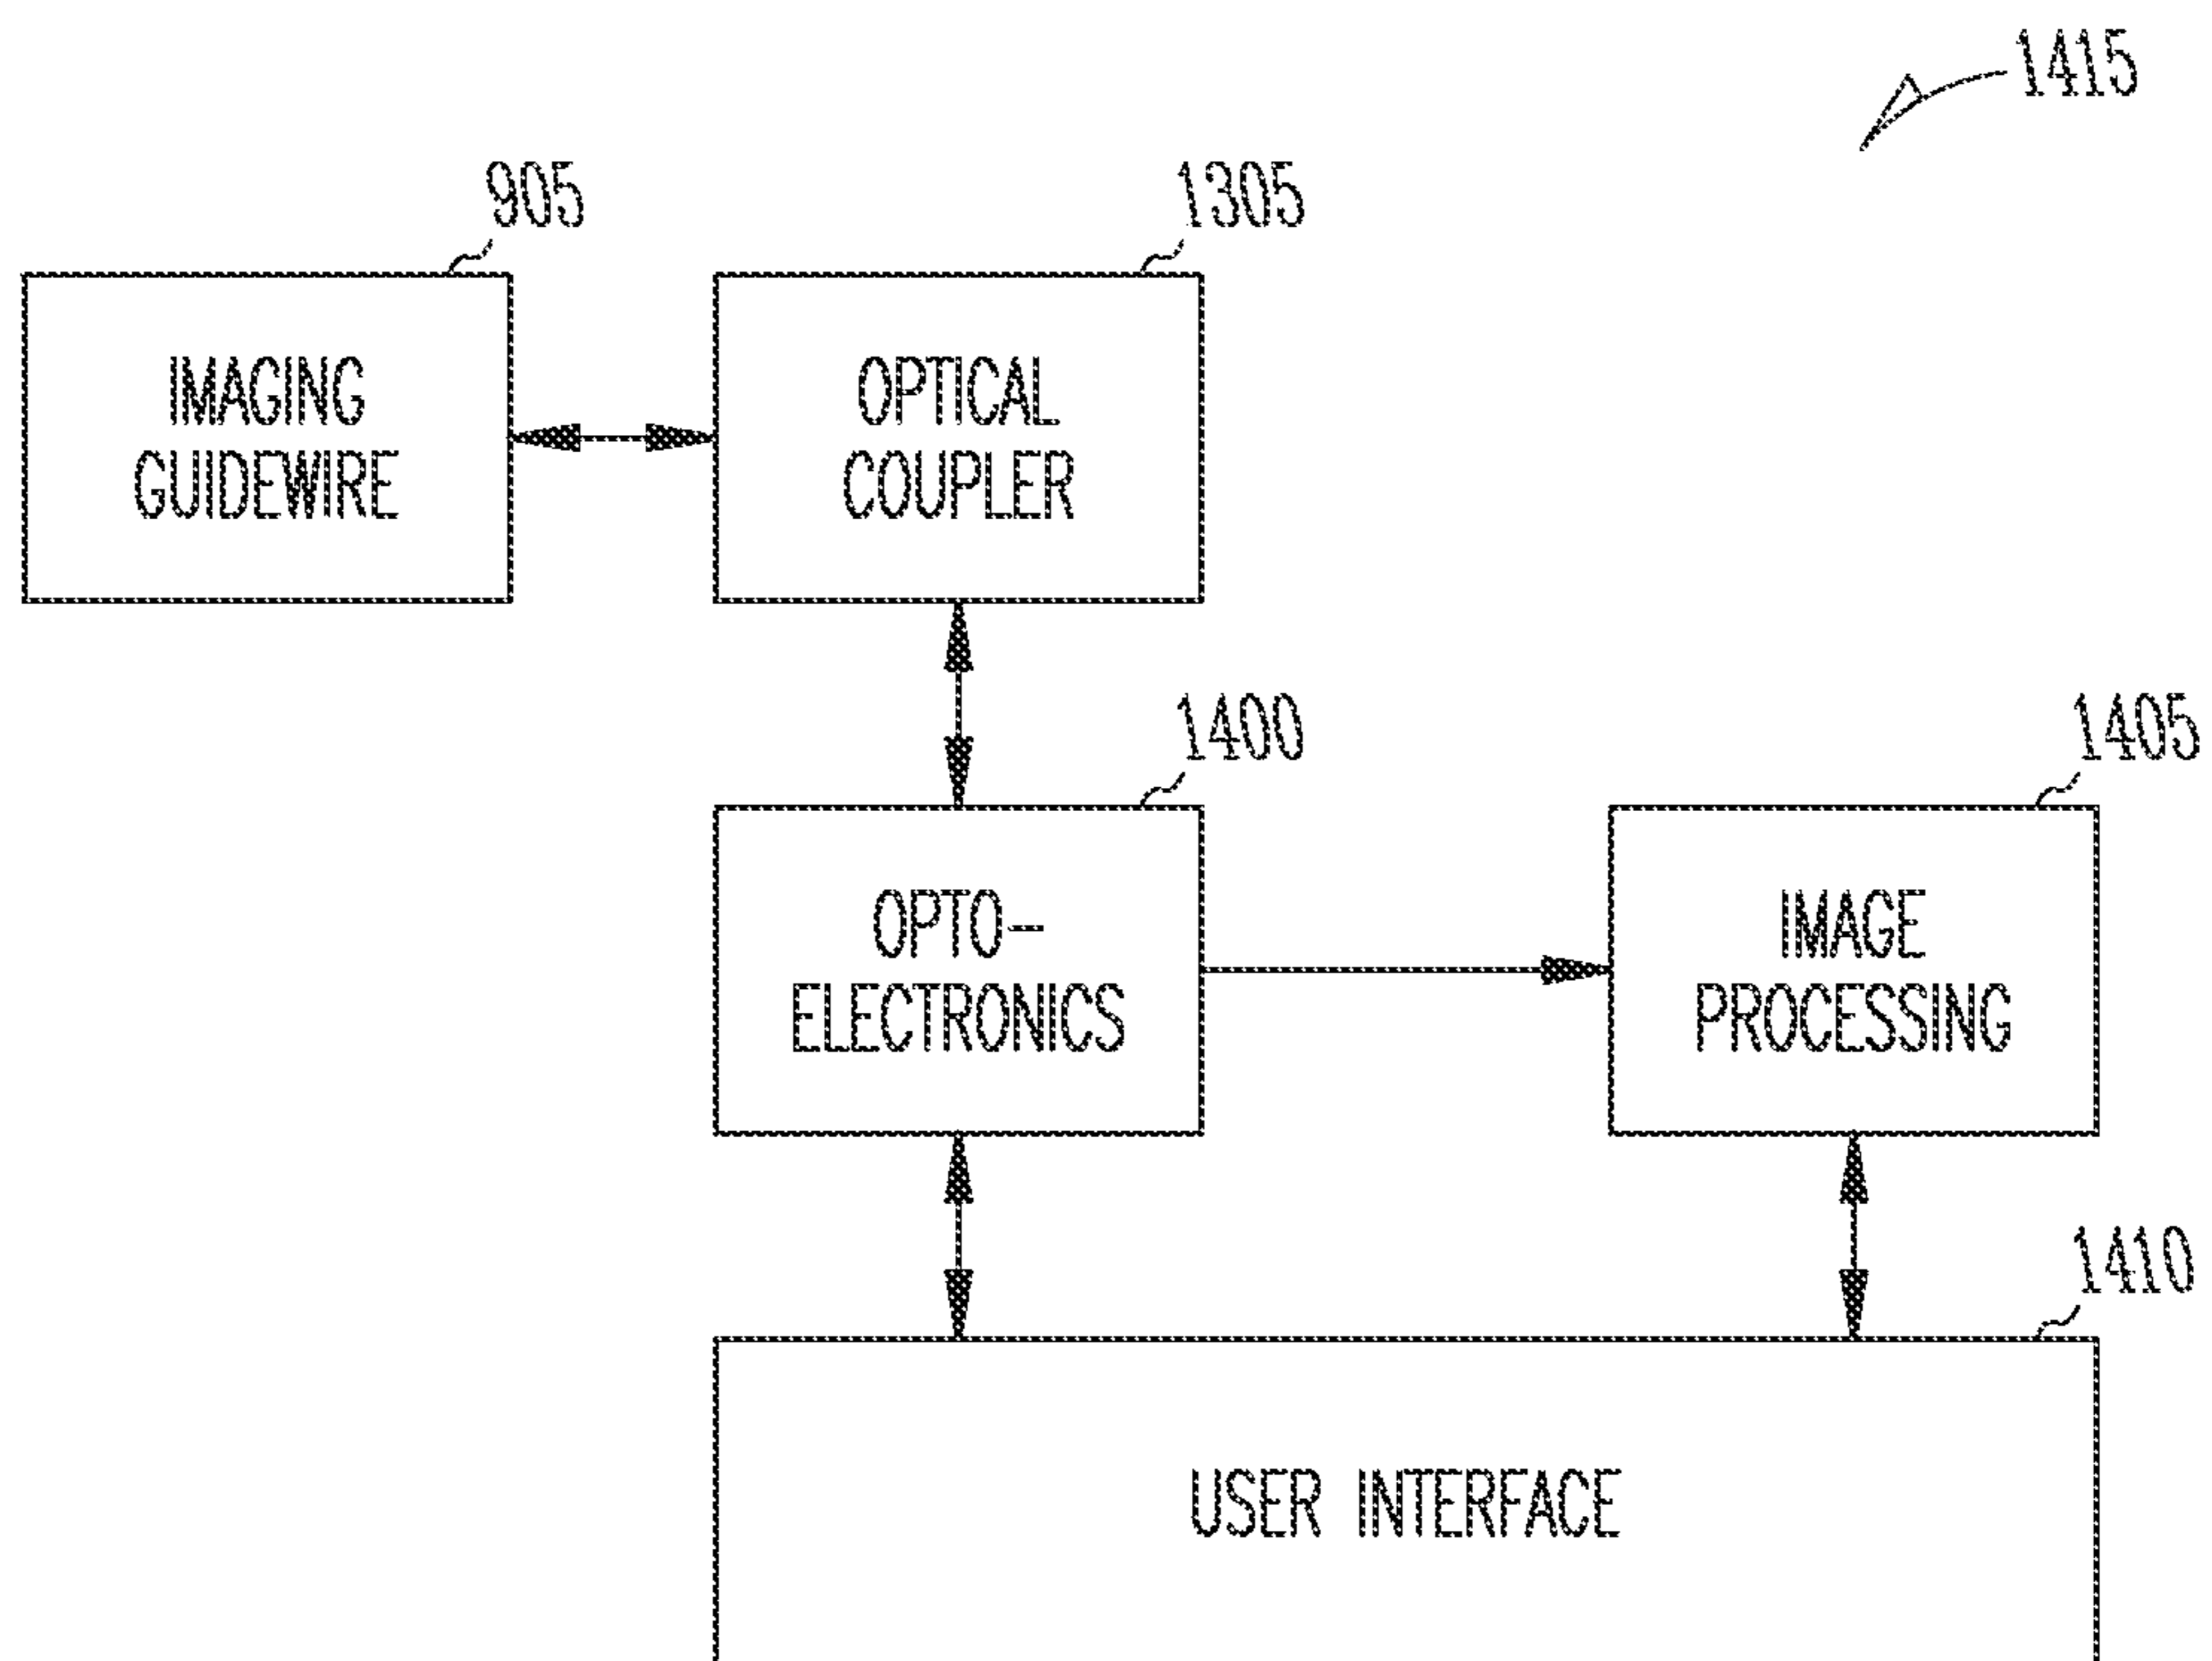 1415
905
1305
IMAGING
GUIDEWIRE
OPTICAL
COUPLER
1400
1405
OPTO-
ELECTRONICS
IMAGE
PROCESSING
1410
USER INTERFACE